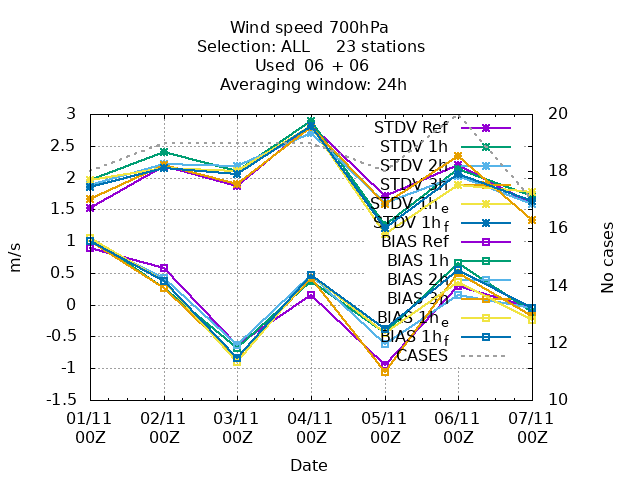 Wind speed 700hPa
Selection: ALL 23 stations
Used 06 + 06
Averaging window: 24h
3
2.5
2
1.5
1
0.5
0
-0.5
-1
-1.5
m/s
20
18
16
14
12
10
No cases
STDV Ref
STDV 1h
STDV 2h
STDV 3h
STDV 1he
STDV 1hf
BIAS Ref
BIAS 1h
BIAS 2h
BIAS 3h
BIAS 1he
BIAS 1hf
CASES
01/11 02/11 03/11 04/11 05/11 06/11 07/11
00Z 00Z 00Z 00Z 00Z 00Z 00Z
Date